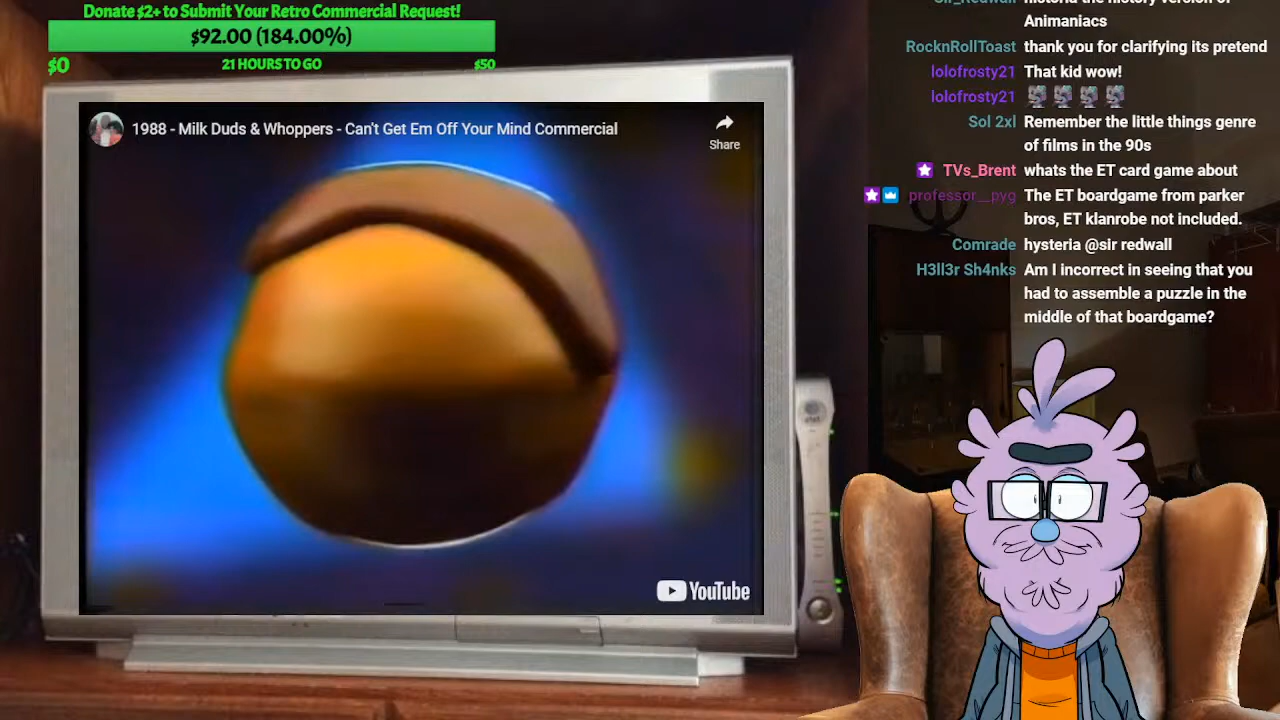 Donate $2+ to Submit Your Retro Commercial Request!
$92.00 (184.00%)
$0
21 HOURS TO GO
$50
1988 - Milk Duds & Whoppers - Can't Get Em Off Your Mind Commercial
Share
YouTube
Animaniacs
RocknRollToast thank you for clarifying its pretend
lolofrosty21 That kid wow!
lolofrosty21
Sol 2xl Remember the little things genre
of films in the 90s
TVs_Brent whats the ET card game about
professor__pyg The ET boardgame from parker
bros, ET klanrobe not included.
Comrade hysteria @sir redwall
H3ll3r Sh4nks Am I incorrect in seeing that you
had to assemble a puzzle in the
middle of that boardgame?